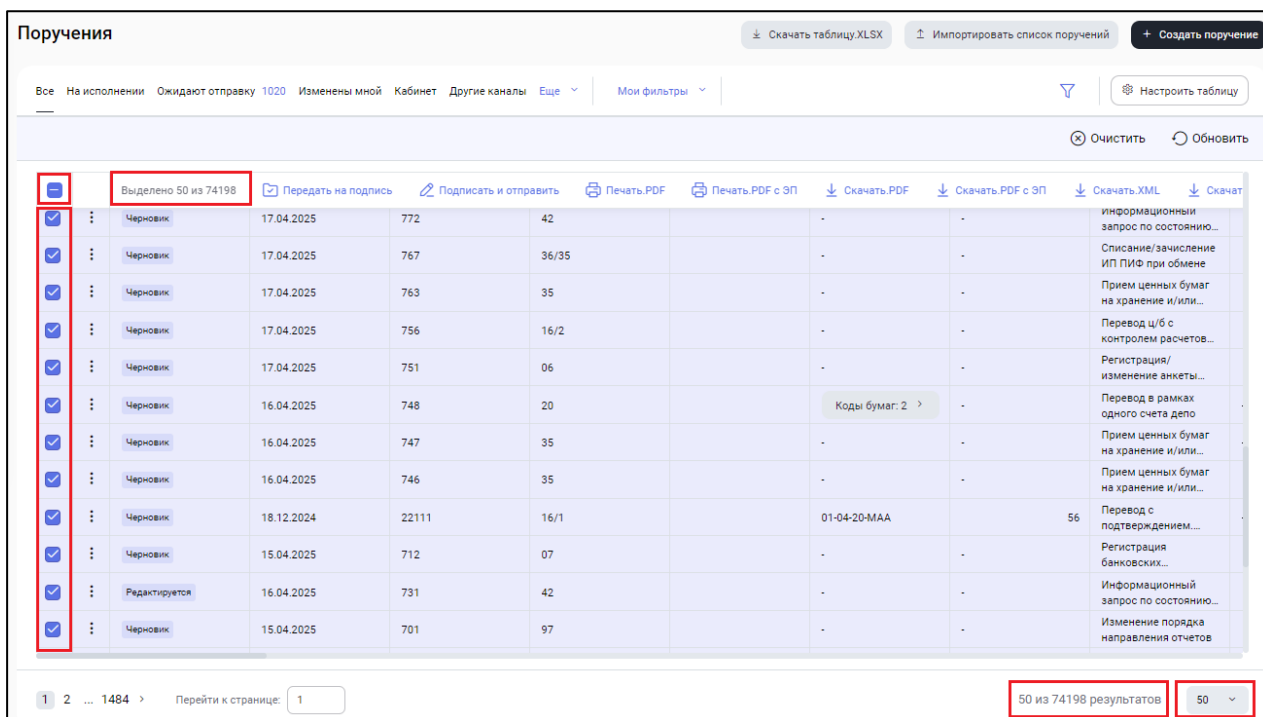 Поручения
Скачать таблицу.XLSX
Импортировать список поручений
+ Создать поручение
Все На исполнении Ожидают отправку 1020 Изменены мной Кабинет Другие каналы Еще Мои фильтры Настроить таблицу
Очистить Обновить
Выделено 50 из 74198 Передать на подпись Подписать и отправить Печать.PDF Печать.PDF с ЭП Скачать.PDF Скачать.PDF с ЭП Скачать.XML Скачат
Черновик 17.04.2025 772 42 - - Информационный
запрос по состоянию...
Черновик 17.04.2025 767 36/35 - - Списание/зачисление
ИП ПИФ при обмене
Черновик 17.04.2025 763 35 - - Прием ценных бумаг
на хранение и/или...
Черновик 17.04.2025 756 16/2 - - Перевод ц/б с
контролем расчетов...
Черновик 17.04.2025 751 06 - - Регистрация/
изменение анкеты...
Черновик 16.04.2025 748 20 Коды бумаг: 2 - Перевод в рамках
одного счета депо
Черновик 16.04.2025 747 35 - - Прием ценных бумаг
на хранение и/или...
Черновик 16.04.2025 746 35 - - Прием ценных бумаг
на хранение и/или...
Черновик 18.12.2024 22111 16/1 01-04-20-МАА 56 Перевод с
подтверждением....
Черновик 15.04.2025 712 07 - - Регистрация
банковских...
Редактируется 16.04.2025 731 42 - - Информационный
запрос по состоянию...
Черновик 15.04.2025 701 97 - - Изменение порядка
направления отчетов
1 2 ... 1484 Перейти к странице: 1 50 из 74198 результатов 50